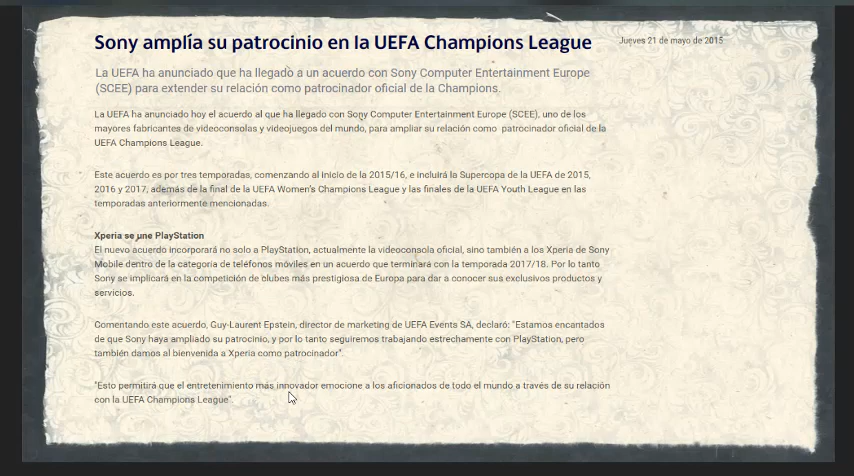 Sony amplía su patrocinio en la UEFA Champions League
Jueves 21 de mayo de 2015
La UEFA ha anunciado que ha llegado a un acuerdo con Sony Computer Entertainment Europe
(SCEE) para extender su relación como patrocinador oficial de la Champions.
La UEFA ha anunciado hoy el acuerdo al que ha llegado con Sony Computer Entertainment Europe (SCEE), uno de los
mayores fabricantes de videoconsolas y videojuegos del mundo, para ampliar su relación como patrocinador oficial de la
UEFA Champions League.
Este acuerdo es por tres temporadas, comenzando al inicio de la 2015/16, e incluirá la Supercopa de la UEFA de 2015,
2016 y 2017, además de la final de la UEFA Women's Champions League y las finales de la UEFA Youth League en las
temporadas anteriormente mencionadas.
Xperia se une PlayStation
El nuevo acuerdo incorporará no solo a PlayStation, actualmente la videoconsola oficial, sino también a los Xperia de Sony
Mobile dentro de la categoria de teléfonos móviles en un acuerdo que terminará con la temporada 2017/18. Por lo tanto
Sony se implicará en la competición de clubes más prestigiosa de Europa para dar a conocer sus exclusivos productos y
servicios.
Comentando este acuerdo, Guy-Laurent Epstein, director de marketing de UEFA Events SA, declaró: "Estamos encantados
de que Sony haya ampliado su patrocinio, y por lo tanto seguiremos trabajando estrechamente con PlayStation, pero
también damos al bienvenida a Xperia como patrocinador".
"Esto permitirá que el entretenimiento más innovador emocione a los aficionados de todo el mundo a través de su relación
con la UEFA Champions League".